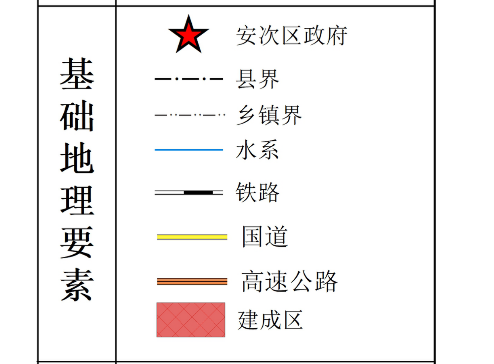 基础地理要素
安次区政府
县界
乡镇界
水系
铁路
国道
高速公路
建成区